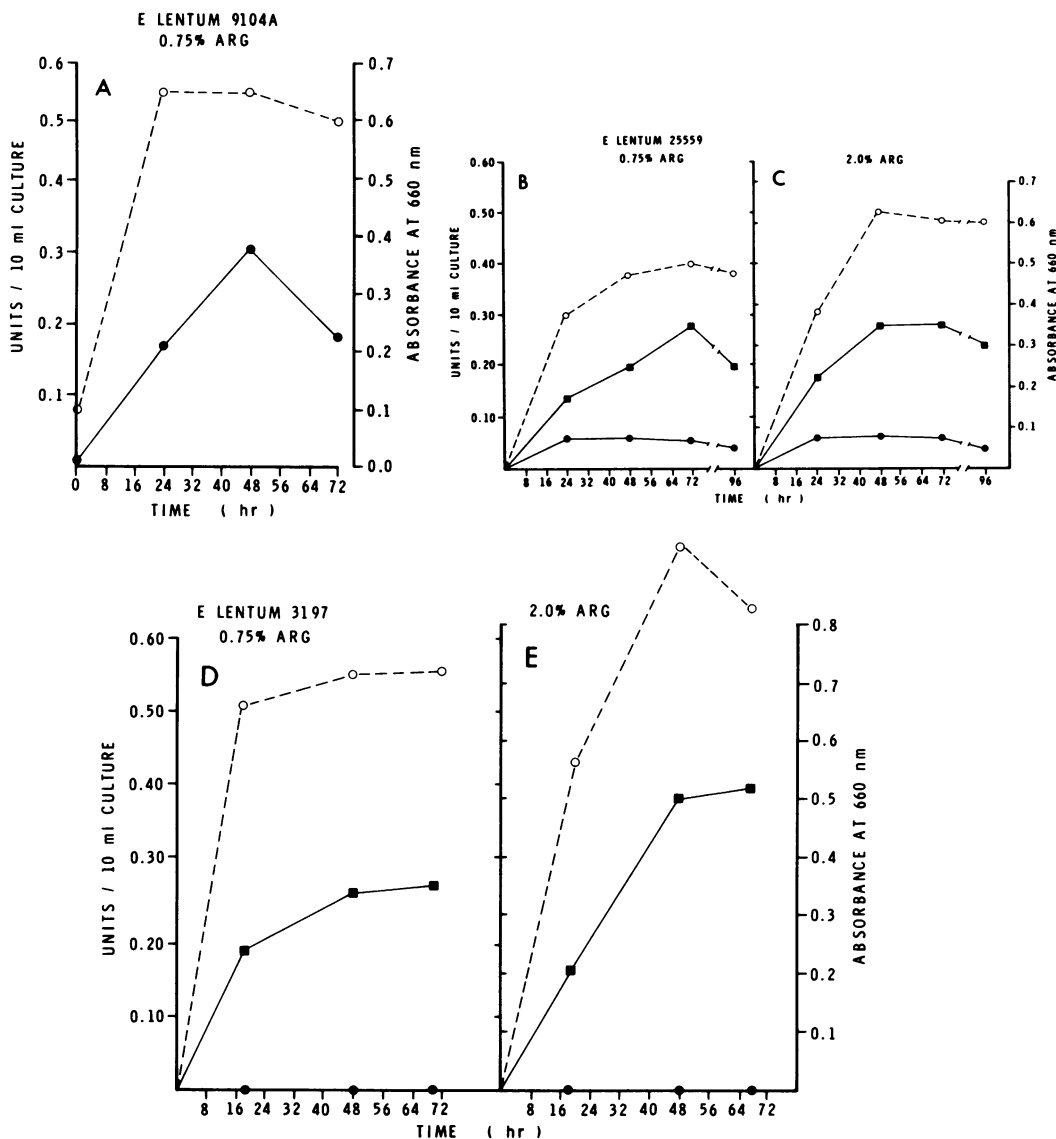 E LENTUM 9104A
0.75% ARG
A
0.6
0.5
0.4
0.3
0.2
0.1
UNITS / 10 ml CULTURE
0.7
0.6
0.5
0.4
0.3
0.2
0.1
0.0
ABSORBANCE AT 660 nm
0 8 16 24 32 40 48 56 64 72
TIME ( hr )
E LENTUM 25559
0.75% ARG
2.0% ARG
B
C
0.60
0.50
0.40
0.30
0.20
0.10
UNITS / 10 ml CULTURE
0.7
0.6
0.5
0.4
0.3
0.2
0.1
ABSORBANCE AT 660 nm
8 16 24 32 40 48 56 64 72 96
8 16 24 32 40 48 56 64 72 96
TIME ( hr )
E LENTUM 3197
0.75% ARG
2.0% ARG
D
E
0.60
0.50
0.40
0.30
0.20
0.10
UNITS / 10 ml CULTURE
0.8
0.7
0.6
0.5
0.4
0.3
0.2
0.1
ABSORBANCE AT 660 nm
8 16 24 32 40 48 56 64 72
8 16 24 32 40 48 56 64 72
TIME ( hr )